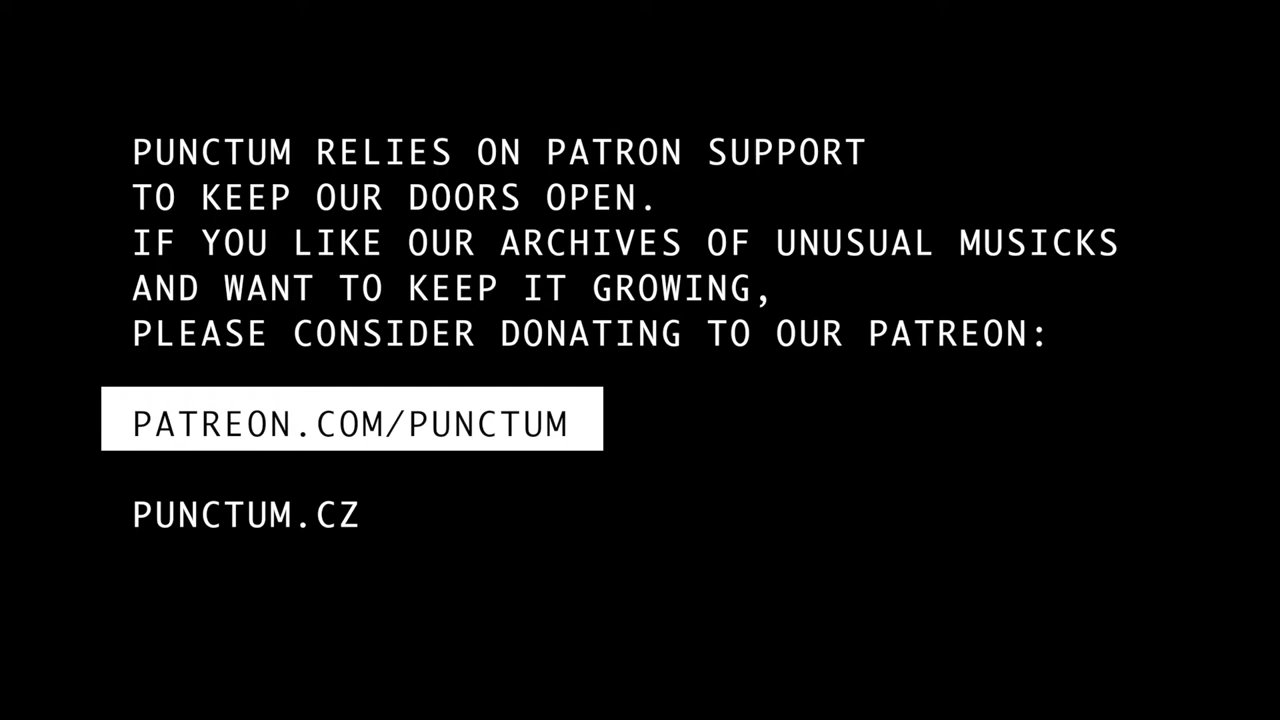 PUNCTUM RELIES ON PATRON SUPPORT
TO KEEP OUR DOORS OPEN.
IF YOU LIKE OUR ARCHIVES OF UNUSUAL MUSICKS
AND WANT TO KEEP IT GROWING,
PLEASE CONSIDER DONATING TO OUR PATREON:
PATREON.COM/PUNCTUM
PUNCTUM.CZ